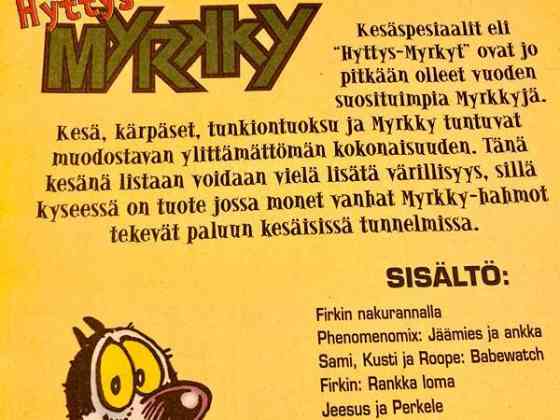 Hyttys
MYRKKY
Kesäspesiaalit eli
"Hyttys-Myrkyt" ovat jo
pitkään olleet vuoden
suosituimpia Myrkkyjä.
Kesä, kärpäset, tunkiontuoksu ja Myrkky tuntuvat
muodostavan ylittämättömän kokonaisuuden. Tänä
kesänä listaan voidaan vielä lisätä värillisyys, sillä
kyseessä on tuote jossa monet vanhat Myrkky-hahmot
tekevät paluun kesäisissä tunnelmissa.
SISÄLTÖ:
Firkin nakurannalla
Phenomenomix: Jäämies ja ankka
Sami, Kusti ja Roope: Babewatch
Firkin: Rankka loma
Jeesus ja Perkele